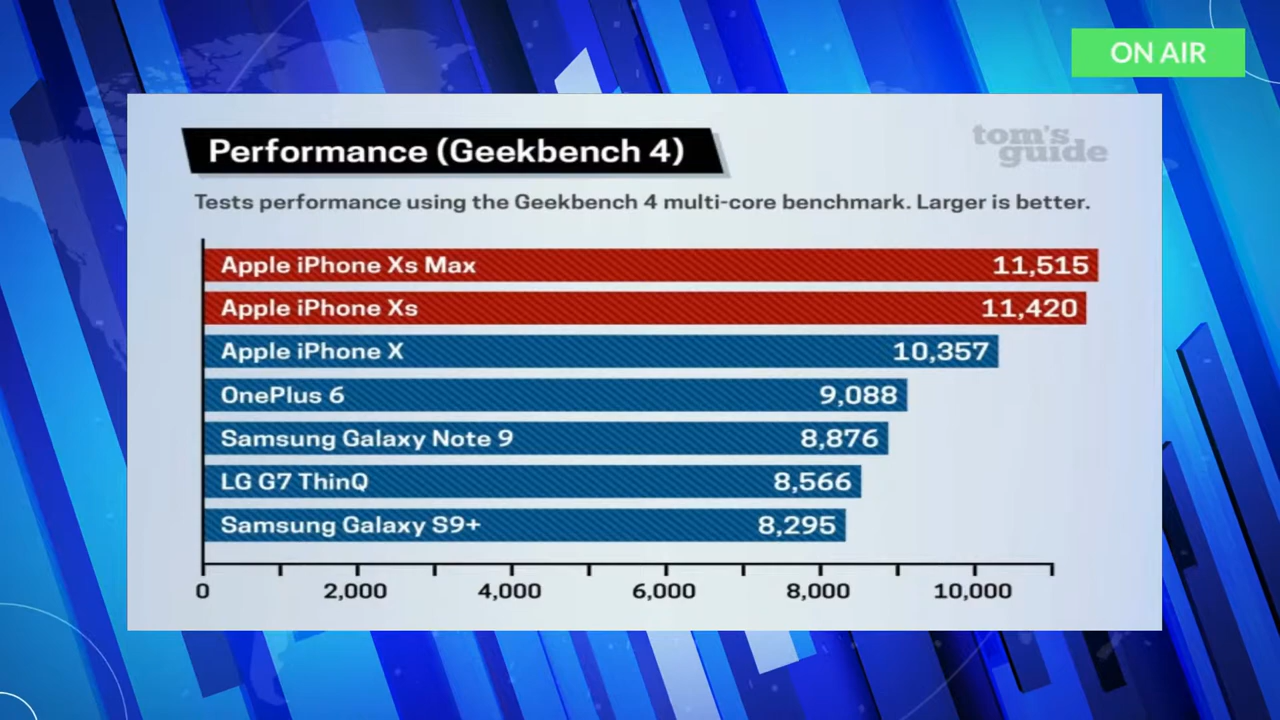 ON AIR
Performance (Geekbench 4)
tom's
guide
Tests performance using the Geekbench 4 multi-core benchmark. Larger is better.
Apple iPhone Xs Max 11,515
Apple iPhone Xs 11,420
Apple iPhone X 10,357
OnePlus 6 9,088
Samsung Galaxy Note 9 8,876
LG G7 ThinQ 8,566
Samsung Galaxy S9+ 8,295
0 2,000 4,000 6,000 8,000 10,000